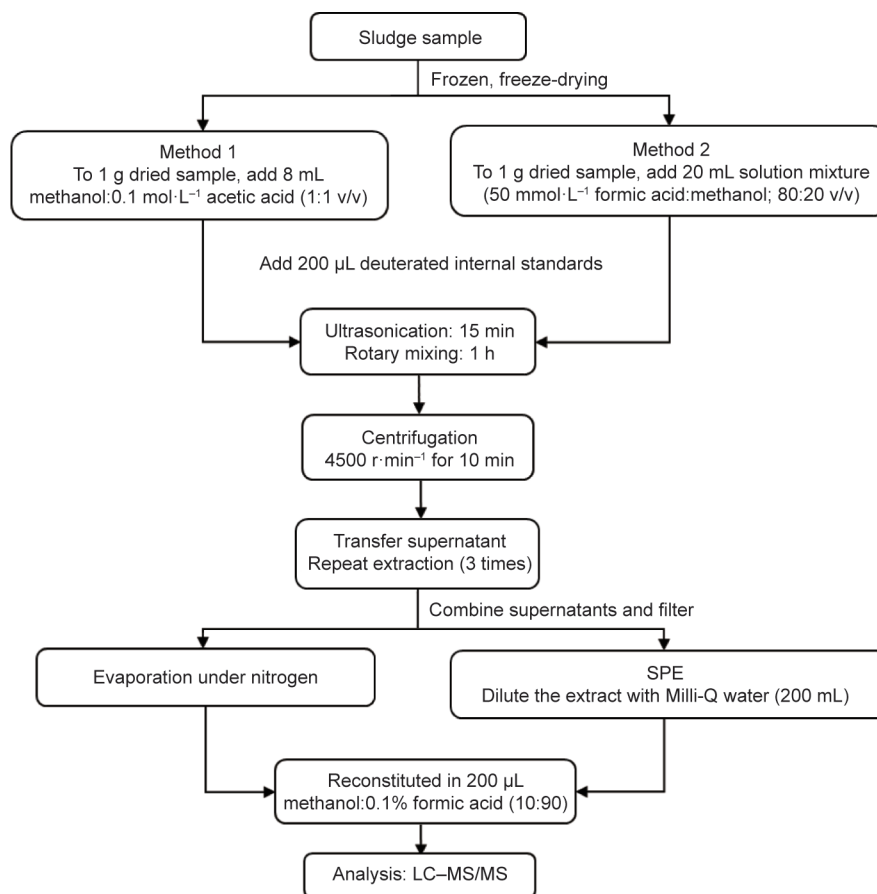 Sludge sample
Frozen, freeze-drying
Method 1
To 1 g dried sample, add 8 mL
methanol:0.1 mol·L⁻¹ acetic acid (1:1 v/v)
Method 2
To 1 g dried sample, add 20 mL solution mixture
(50 mmol·L⁻¹ formic acid:methanol; 80:20 v/v)
Add 200 µL deuterated internal standards
Ultrasonication: 15 min
Rotary mixing: 1 h
Centrifugation
4500 r·min⁻¹ for 10 min
Transfer supernatant
Repeat extraction (3 times)
Combine supernatants and filter
Evaporation under nitrogen
SPE
Dilute the extract with Milli-Q water (200 mL)
Reconstituted in 200 µL
methanol:0.1% formic acid (10:90)
Analysis: LC–MS/MS